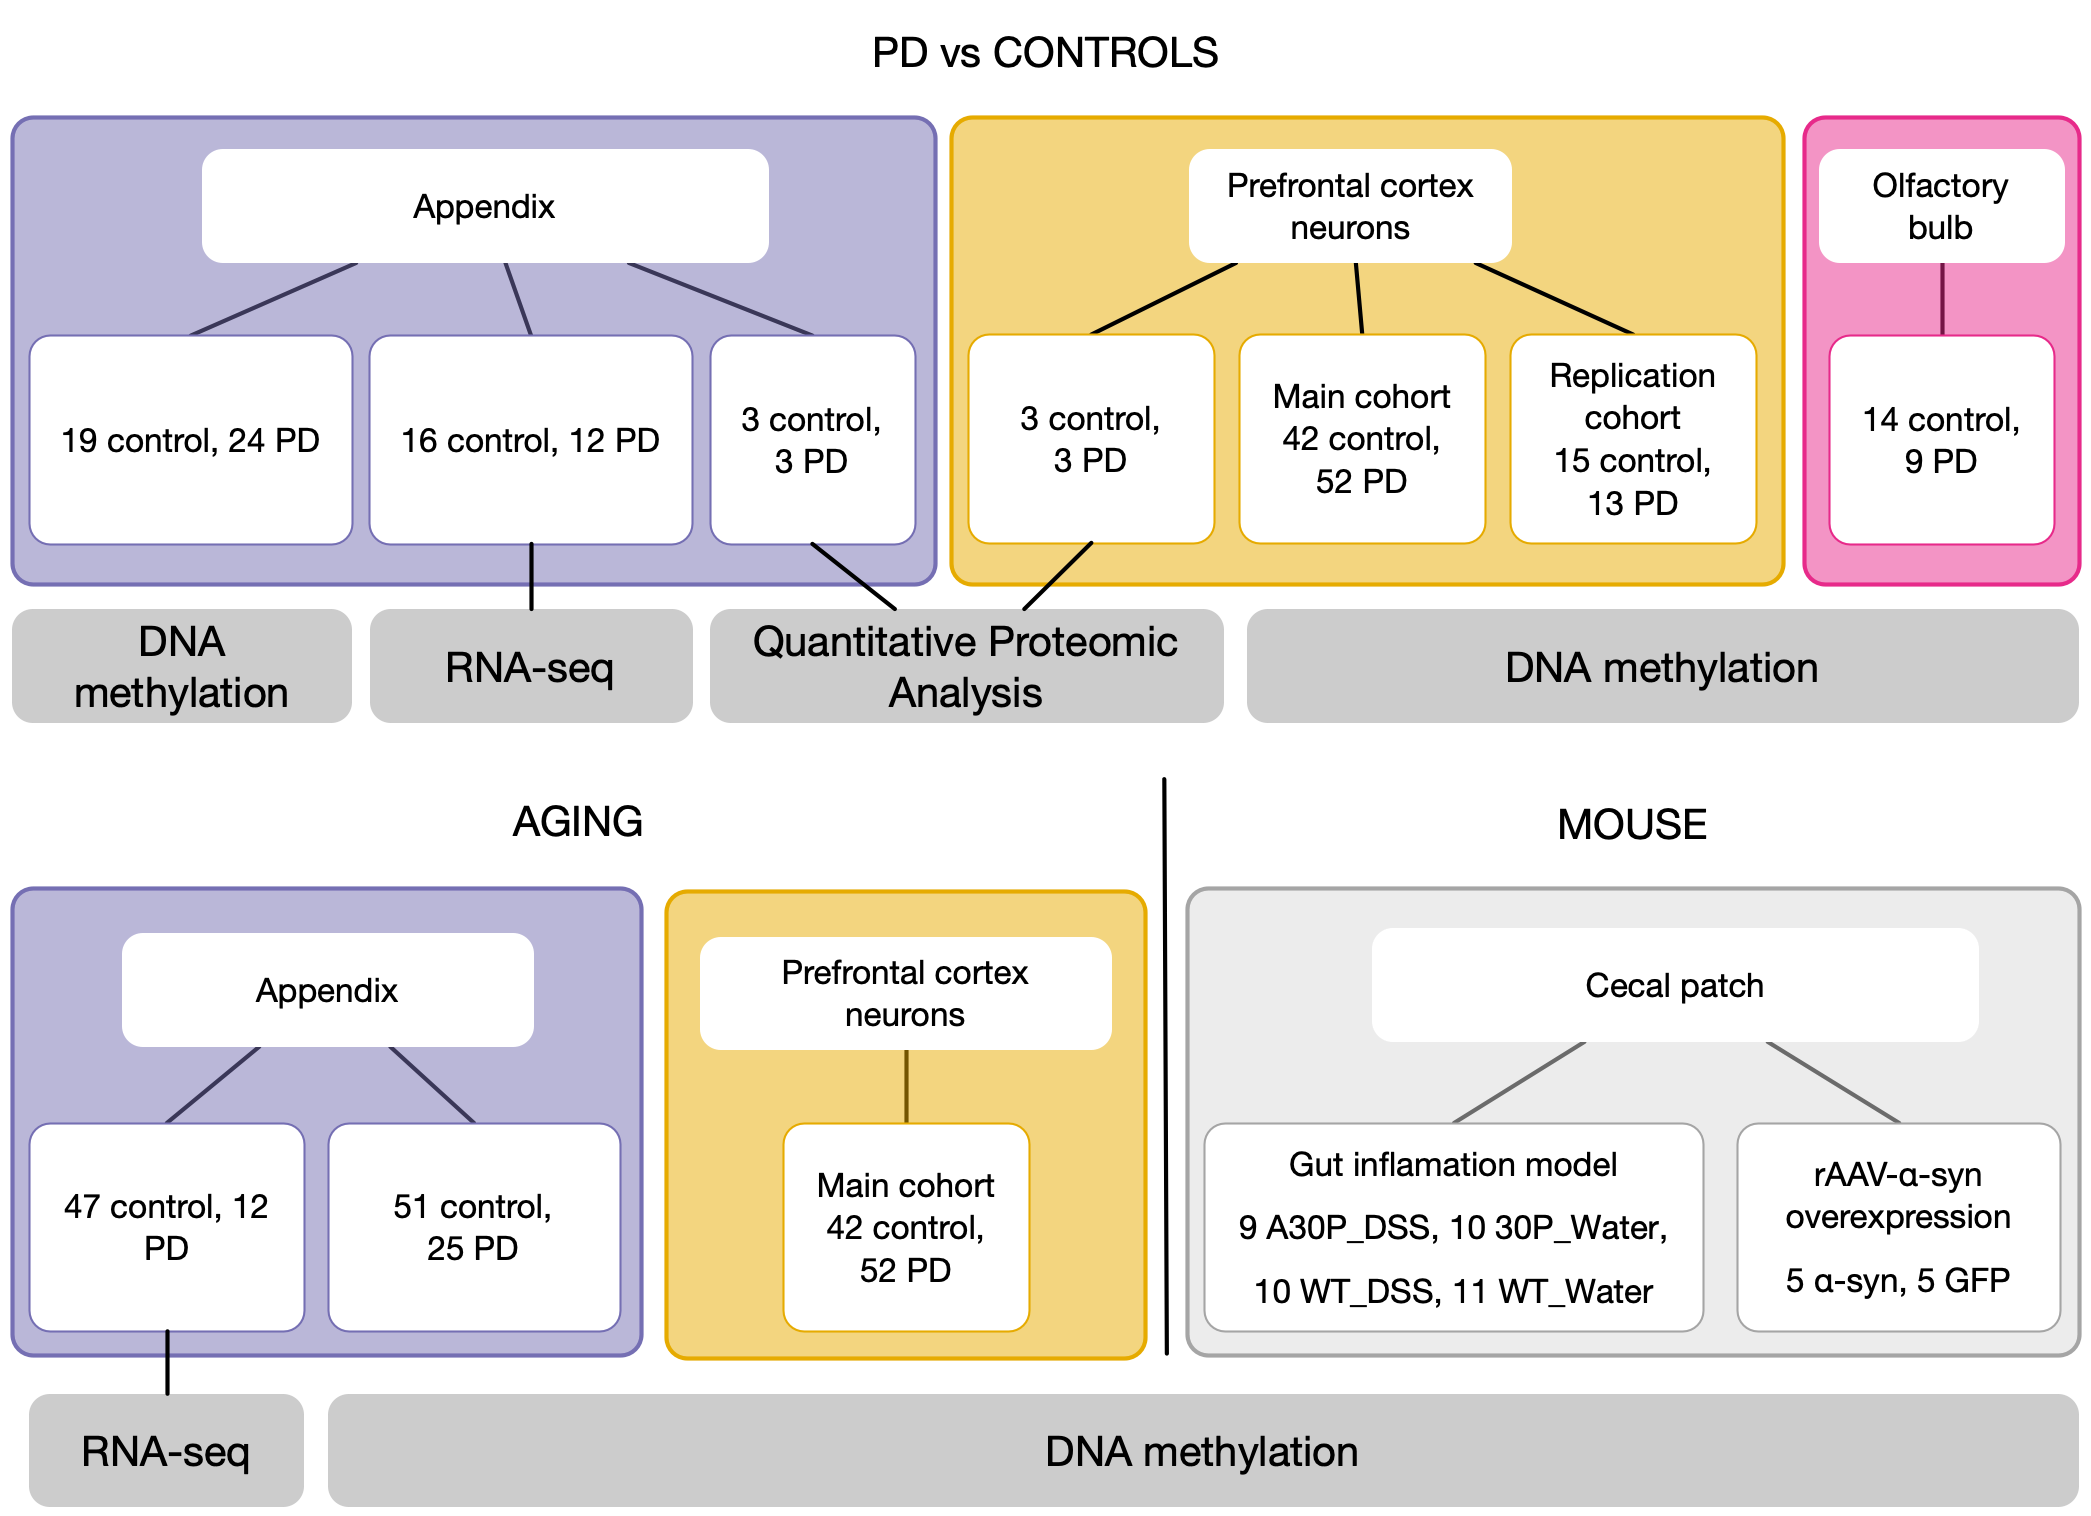 PD vs CONTROLS
Appendix
Prefrontal cortex
neurons
Olfactory
bulb
19 control, 24 PD
16 control, 12 PD
3 control,
3 PD
3 control,
3 PD
Main cohort
42 control,
52 PD
Replication
cohort
15 control,
13 PD
14 control,
9 PD
DNA
methylation
RNA-seq
Quantitative Proteomic
Analysis
DNA methylation
AGING
MOUSE
Appendix
Prefrontal cortex
neurons
Cecal patch
47 control, 12
PD
51 control,
25 PD
Main cohort
42 control,
52 PD
Gut inflamation model
9 A30P_DSS, 10 30P_Water,
10 WT_DSS, 11 WT_Water
rAAV-α-syn
overexpression
5 α-syn, 5 GFP
RNA-seq
DNA methylation